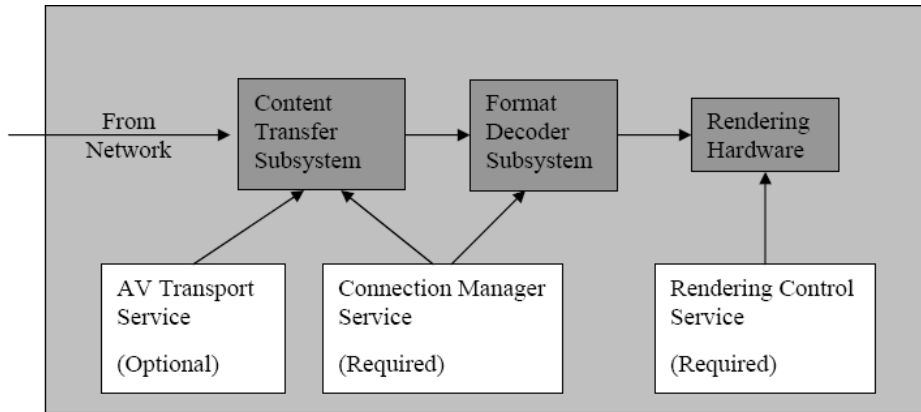 From
Network
Content
Transfer
Subsystem
Format
Decoder
Subsystem
Rendering
Hardware
AV Transport
Service
(Optional)
Connection Manager
Service
(Required)
Rendering Control
Service
(Required)